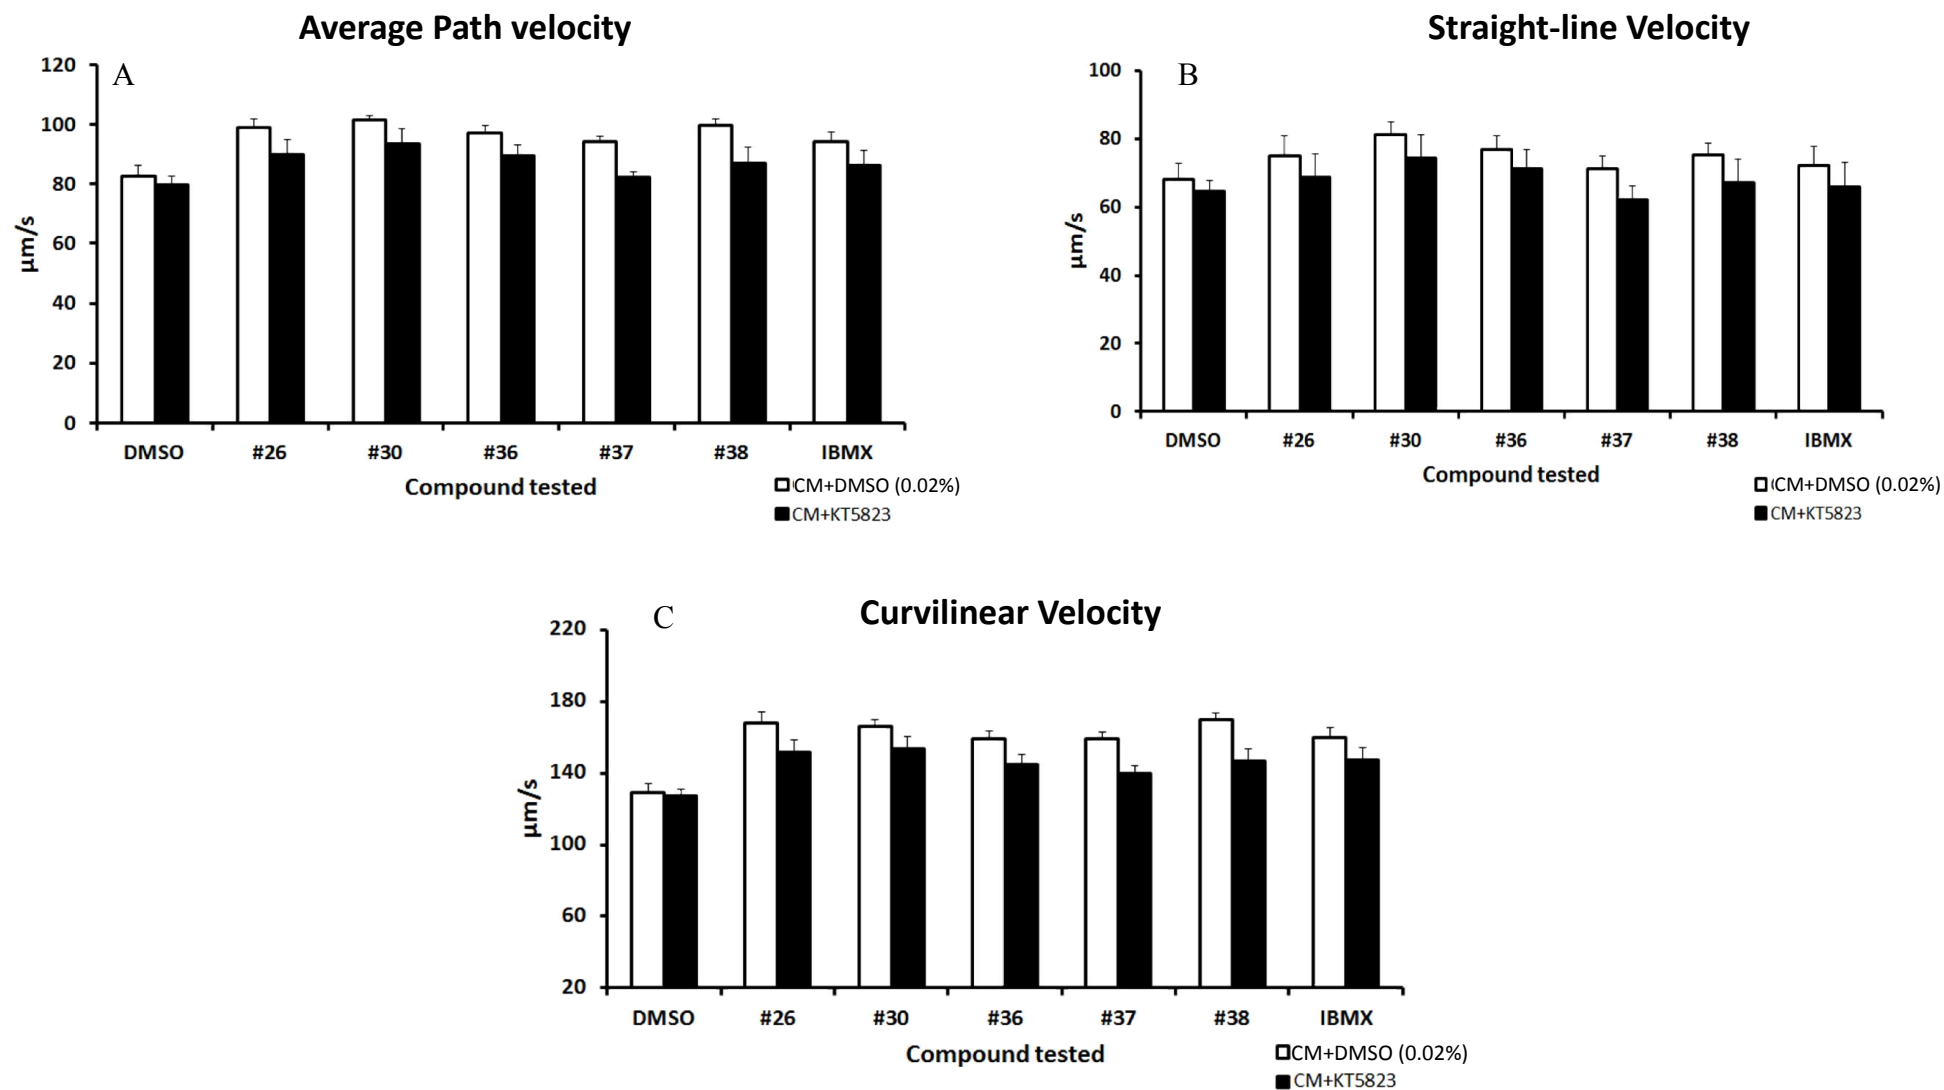 Average Path velocity
A
120
100
80
60
40
20
0
µm/s
DMSO #26 #30 #36 #37 #38 IBMX
Compound tested
CM+DMSO (0.02%)
CM+KT5823
Straight-line Velocity
B
100
80
60
40
20
0
µm/s
DMSO #26 #30 #36 #37 #38 IBMX
Compound tested
CM+DMSO (0.02%)
CM+KT5823
Curvilinear Velocity
C
220
180
140
100
60
20
µm/s
DMSO #26 #30 #36 #37 #38 IBMX
Compound tested
CM+DMSO (0.02%)
CM+KT5823